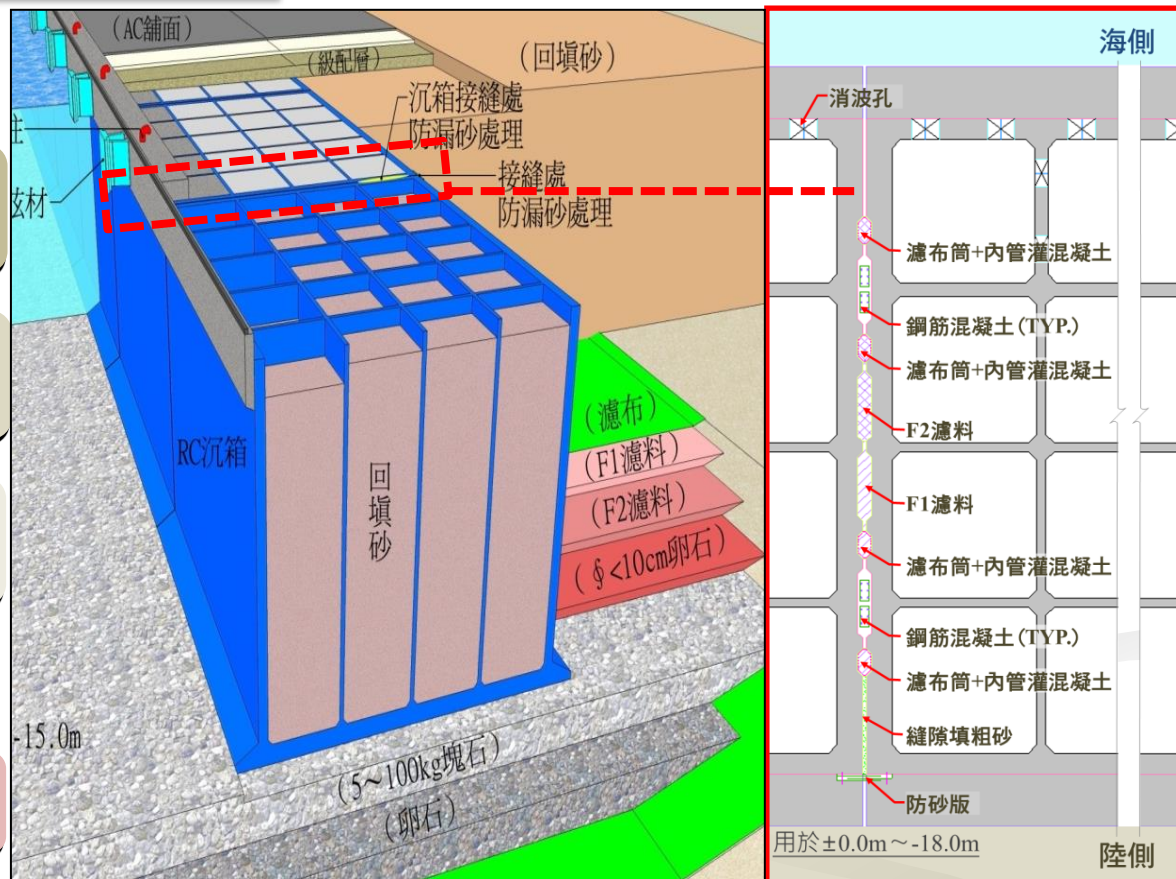 (AC舖面)
(級配層)
(回填砂)
沉箱接縫處
防漏砂處理
接縫處
防漏砂處理
柱
舷材
RC沉箱
回填砂
(濾布)
(F1濾料)
(F2濾料)
(∮<10cm卵石)
-15.0m
(5~100kg塊石)
(卵石)
海側
消波孔
濾布筒+內管灌混凝土
鋼筋混凝土(TYP.)
濾布筒+內管灌混凝土
F2濾料
F1濾料
濾布筒+內管灌混凝土
鋼筋混凝土(TYP.)
濾布筒+內管灌混凝土
縫隙填粗砂
防砂版
用於±0.0m~-18.0m
陸側